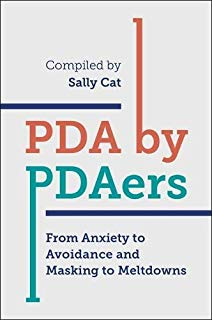 Compiled by
Sally Cat
PDA by
PDAers
From Anxiety to
Avoidance and
Masking to Meltdowns